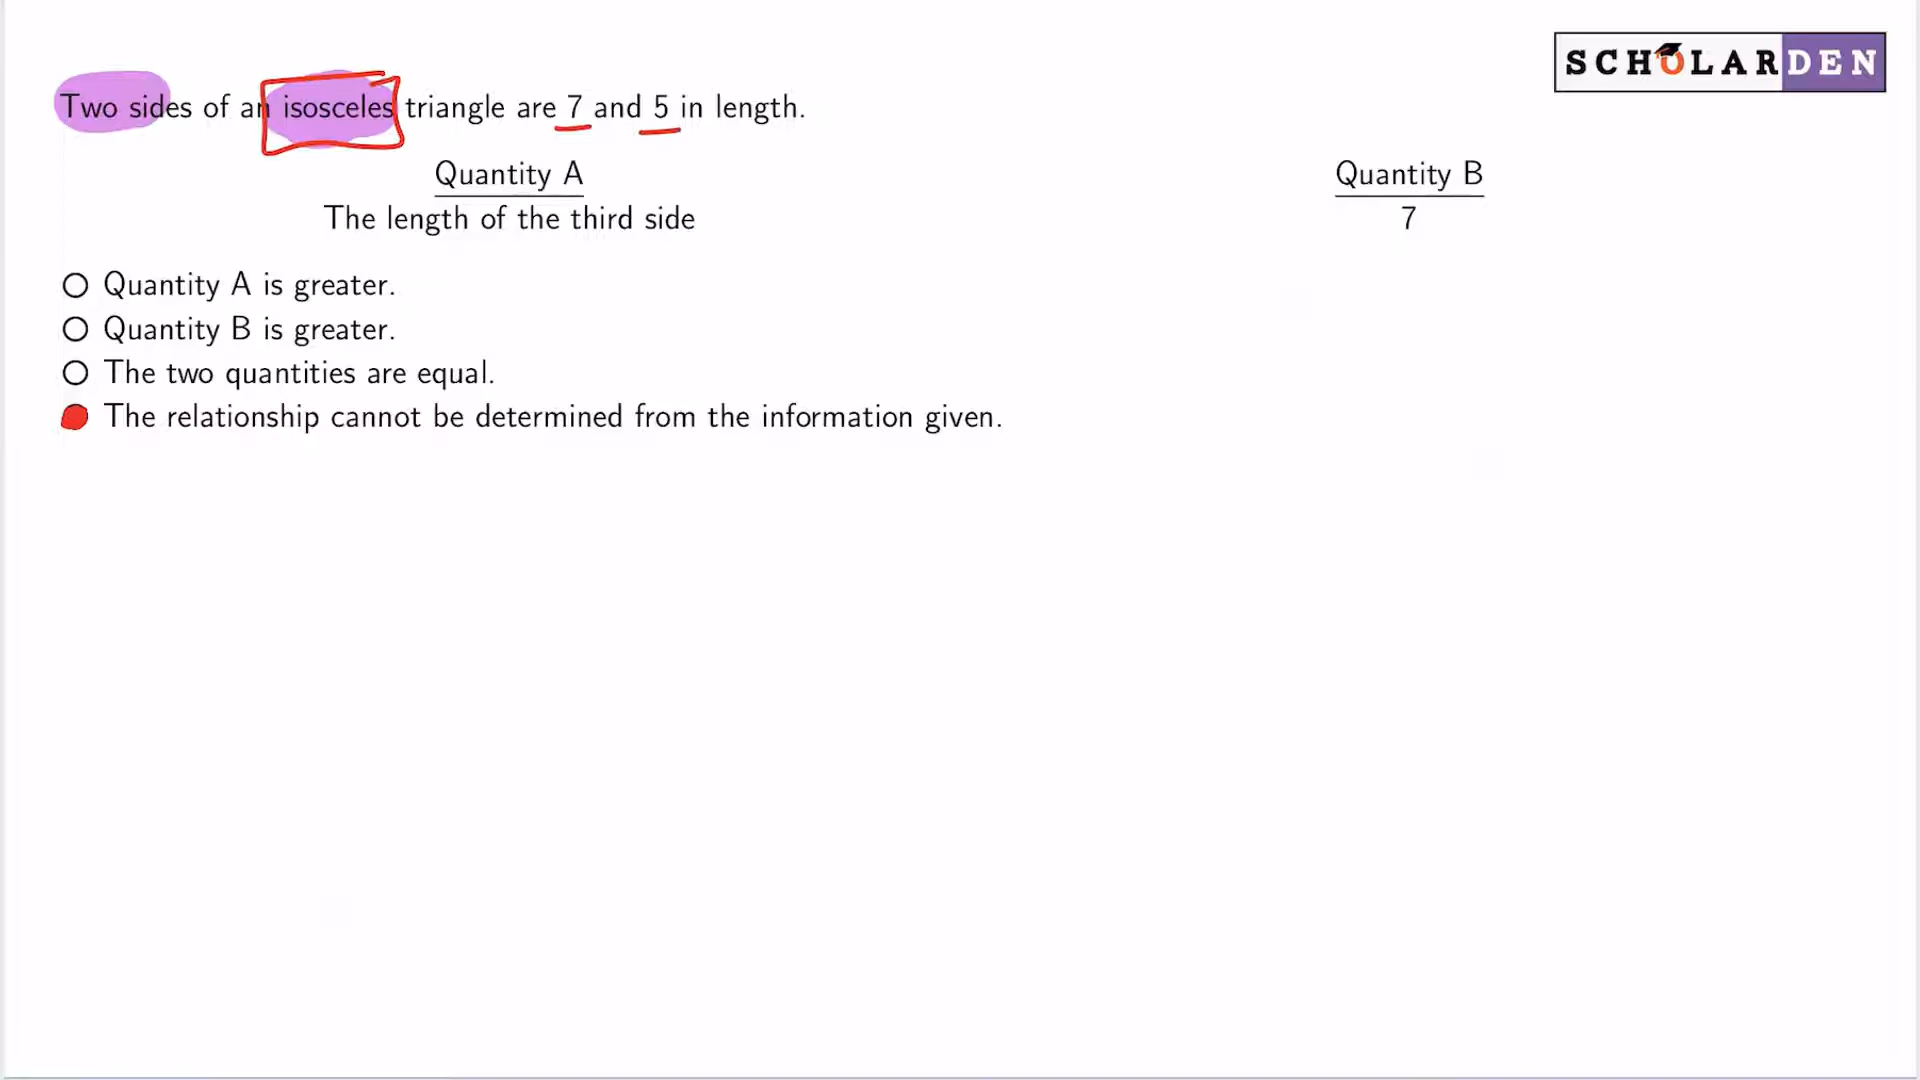 SCHOLARDEN
Two sides of an isosceles triangle are 7 and 5 in length.
Quantity A
The length of the third side
Quantity B
7
Quantity A is greater.
Quantity B is greater.
The two quantities are equal.
The relationship cannot be determined from the information given.